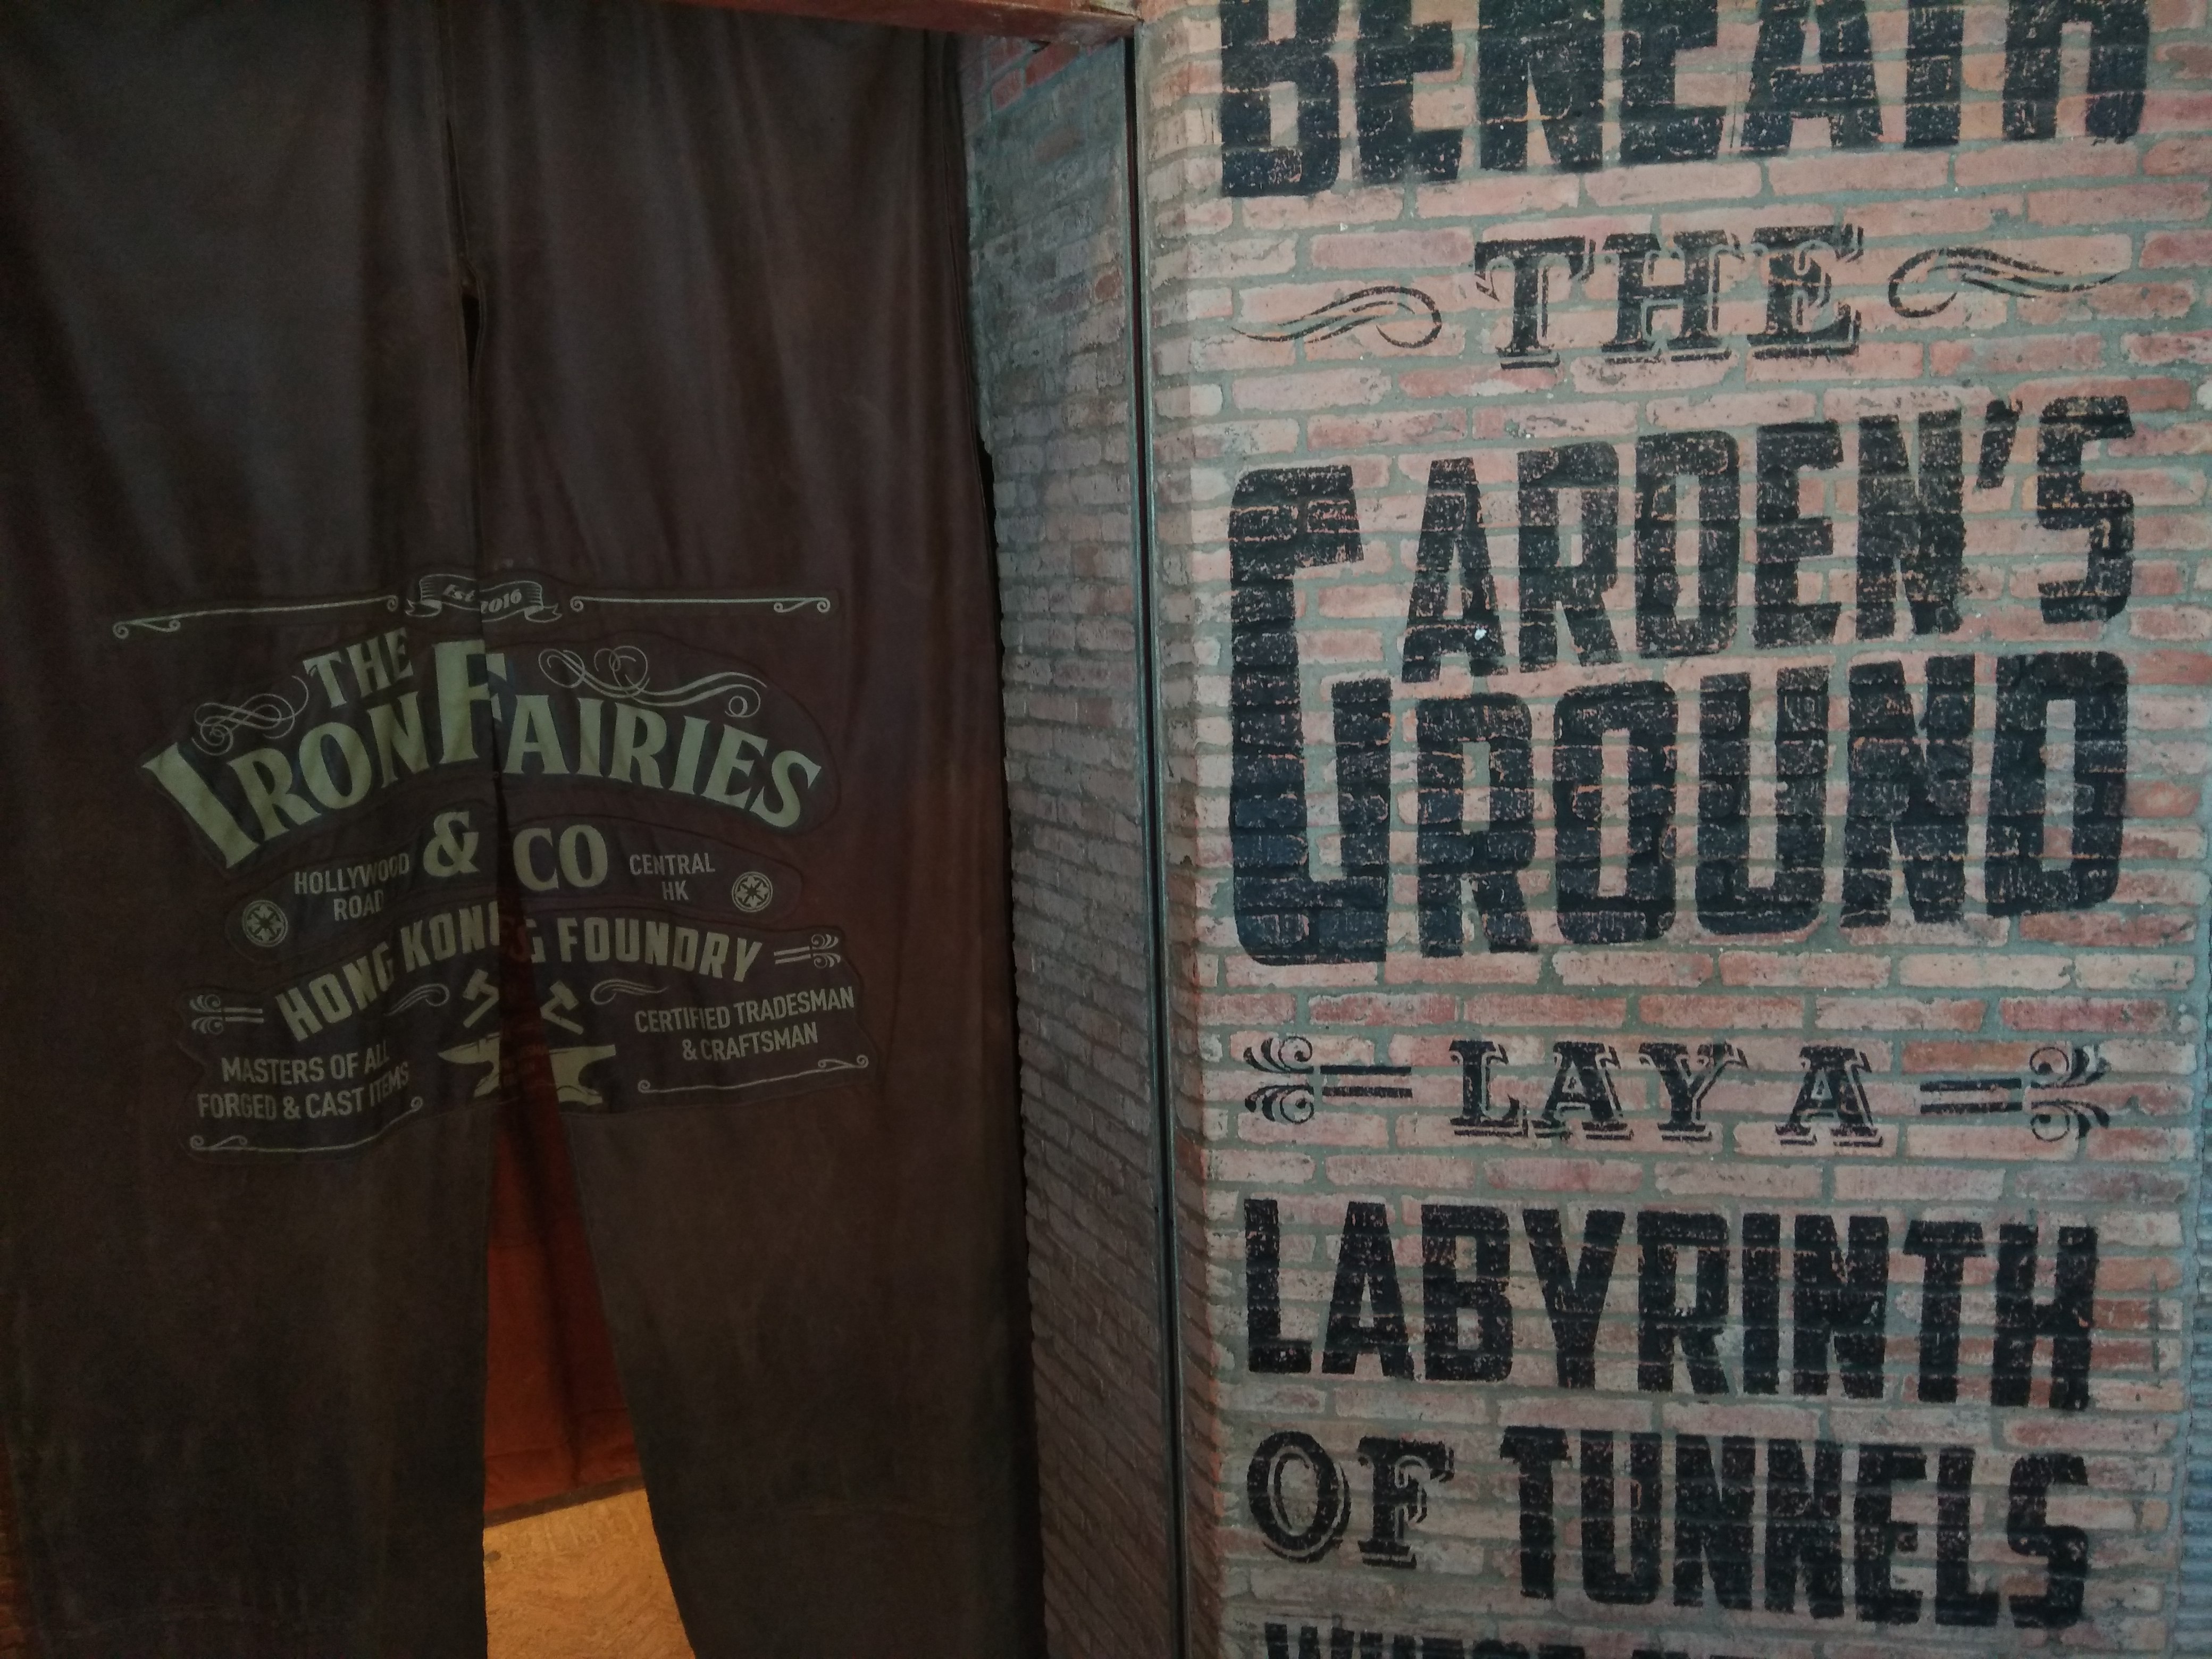 Est. 2016
THE
IRON FAIRIES
& CO
HOLLYWOOD
ROAD
CENTRAL
HK
HONG KONG FOUNDRY
MASTERS OF ALL
FORGED & CAST ITEMS
CERTIFIED TRADESMAN
& CRAFTSMAN
BENEATH
THE
GARDEN'S
GROUND
LAY A
LABYRINTH
OF TUNNELS